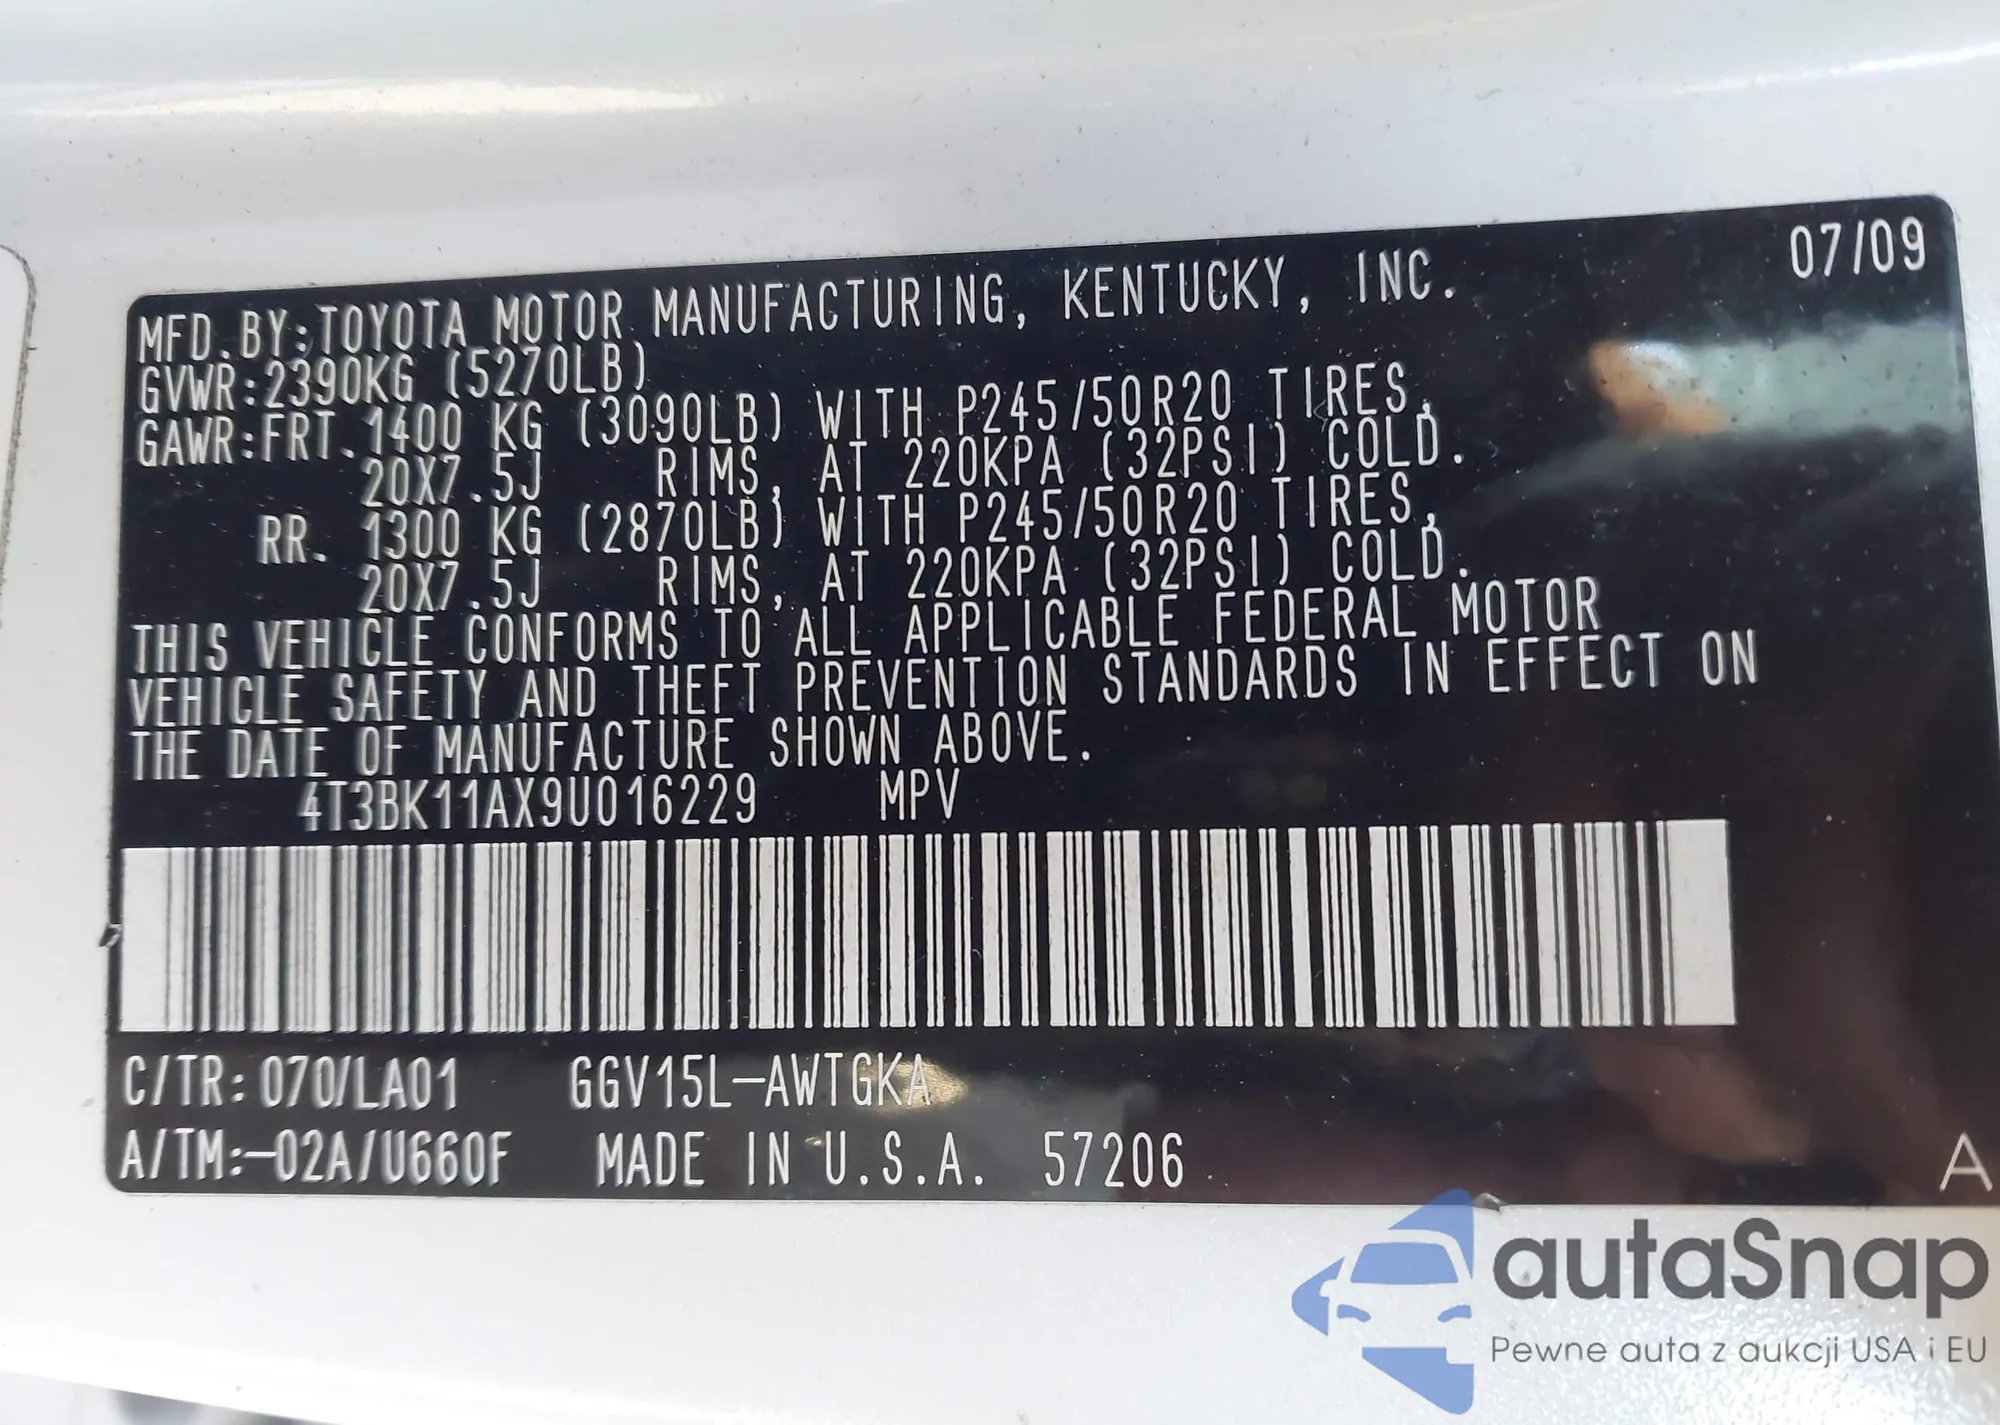 07/09
MFD.BY:TOYOTA MOTOR MANUFACTURING, KENTUCKY, INC.
GVWR:2390KG (5270LB)
GAWR:FRT.1400 KG (3090LB) WITH P245/50R20 TIRES,
20X7.5J RIMS, AT 220KPA (32PSI) COLD.
RR. 1300 KG (2870LB) WITH P245/50R20 TIRES,
20X7.5J RIMS, AT 220KPA (32PSI) COLD.
THIS VEHICLE CONFORMS TO ALL APPLICABLE FEDERAL MOTOR
VEHICLE SAFETY AND THEFT PREVENTION STANDARDS IN EFFECT ON
THE DATE OF MANUFACTURE SHOWN ABOVE.
4T3BK11AX9U016229 MPV
C/TR: 070/LA01 GGV15L-AWTGKA
A/TM:-02A/U660F MADE IN U.S.A. 57206
A
autaSnap
Pewne auta z aukcji USA i EU